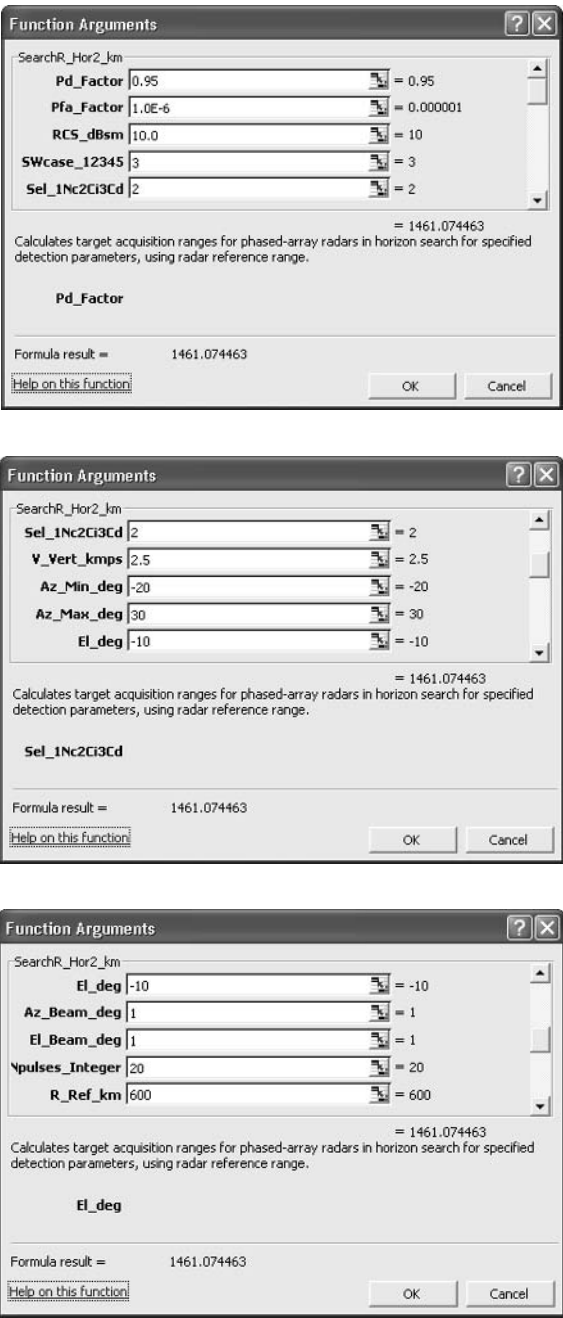 Function Arguments
SearchR_Hor2_km
Pd_Factor 0.95 = 0.95
Pfa_Factor 1.0E-6 = 0.000001
RCS_dBsm 10.0 = 10
SWcase_12345 3 = 3
Sel_1Nc2Ci3Cd 2 = 2
= 1461.074463
Calculates target acquisition ranges for phased-array radars in horizon search for specified
detection parameters, using radar reference range.
Pd_Factor
Formula result = 1461.074463
Help on this function OK Cancel
Function Arguments
SearchR_Hor2_km
Sel_1Nc2Ci3Cd 2 = 2
V_Vert_kmps 2.5 = 2.5
Az_Min_deg -20 = -20
Az_Max_deg 30 = 30
El_deg -10 = -10
= 1461.074463
Calculates target acquisition ranges for phased-array radars in horizon search for specified
detection parameters, using radar reference range.
Sel_1Nc2Ci3Cd
Formula result = 1461.074463
Help on this function OK Cancel
Function Arguments
SearchR_Hor2_km
El_deg -10 = -10
Az_Beam_deg 1 = 1
El_Beam_deg 1 = 1
Npulses_Integer 20 = 20
R_Ref_km 600 = 600
= 1461.074463
Calculates target acquisition ranges for phased-array radars in horizon search for specified
detection parameters, using radar reference range.
El_deg
Formula result = 1461.074463
Help on this function OK Cancel